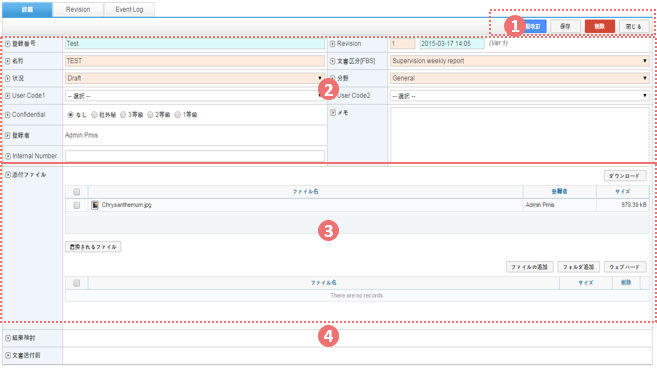 詳細 Revision Event Log
1 保存 削除 閉じる
登録番号 Test Revision 1 2015-03-17 14:05 (Ver 1)
名称 TEST 文書区分[FBS] Supervision weekly report
状況 Draft 分野 General
User Code1 -- 選択 -- 2 User Code2 -- 選択 --
Confidential なし 社外秘 3等級 2等級 1等級 メモ
登録者 Admin Pmis
Internal Number
添付ファイル ダウンロード
ファイル名 登録者 サイズ
Chrysanthemum.jpg Admin Pmis 879.39 kB
3
置換されるファイル
ファイルの追加 フォルダ追加 ウェブハード
ファイル名 サイズ 削除
There are no records.
4
結果検討
文書送付前